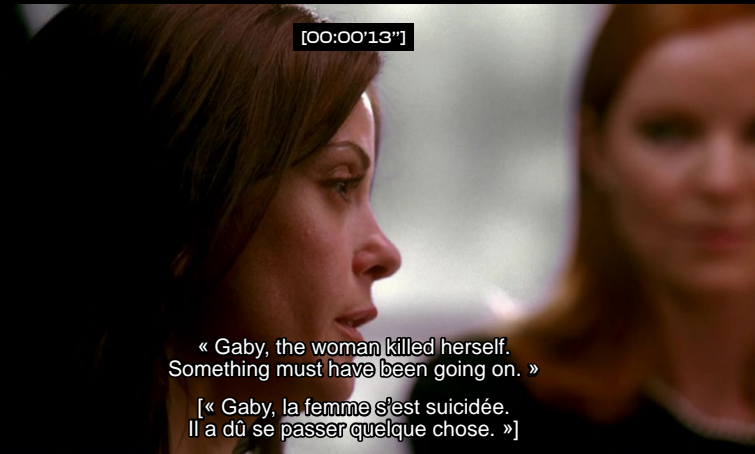 [00:00'13”]
« Gaby, the woman killed herself.
Something must have been going on. »
[« Gaby, la femme s’est suicidée.
Il a dû se passer quelque chose. »]